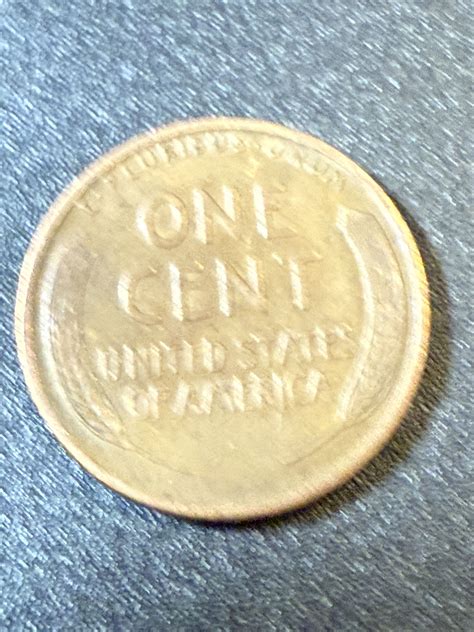 E·PLURIBUS·UNUM
ONE
CENT
UNITED STATES
OF AMERICA